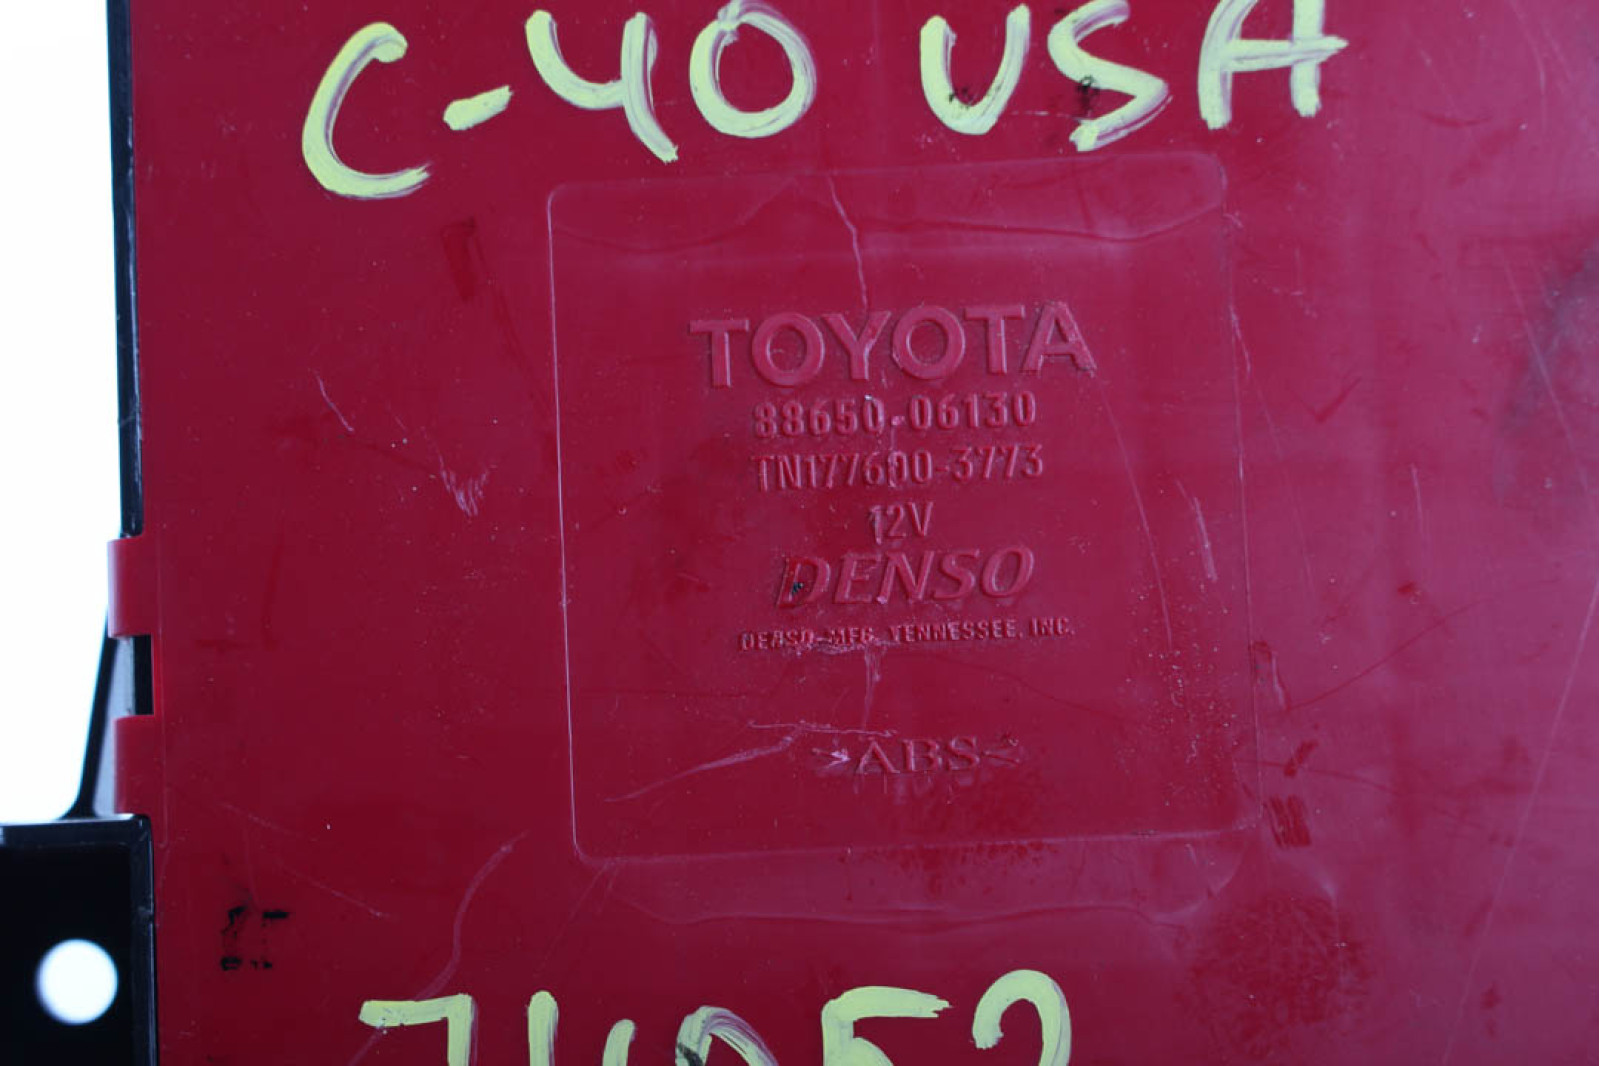 C-40 USA
TOYOTA
88650-06130
TN177600-3773
12V
DENSO
DENSO-MFG. TENNESSEE, INC.
>ABS<